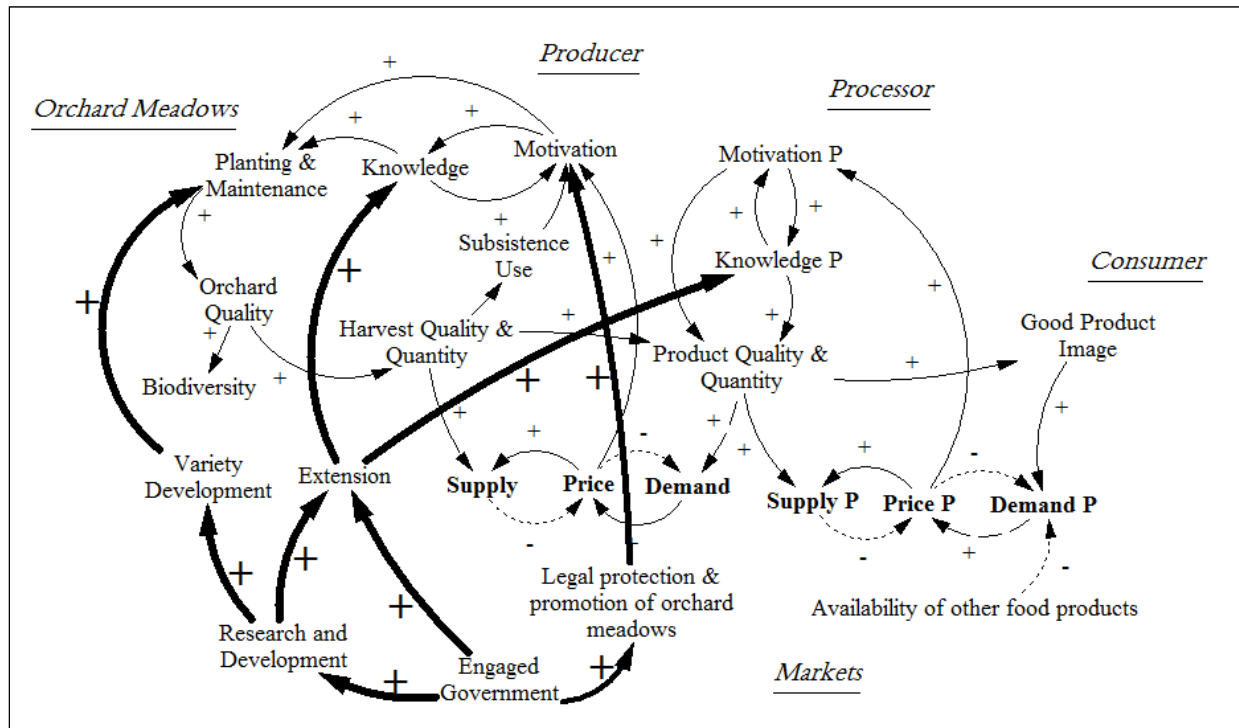 Producer
Processor
Orchard Meadows
Consumer
Markets
+
+
+
Planting &
Maintenance
Knowledge
Motivation
Motivation P
+
+
+
+
+
Subsistence
Use
+
+
Knowledge P
+
+
+
Orchard
Quality
+
Harvest Quality &
Quantity
+
Product Quality &
Quantity
+
Good Product
Image
Biodiversity
+
+
+
+
+
+
+
-
+
+
+
-
Variety
Development
Extension
Supply
Price
Demand
Supply P
Price P
Demand P
-
+
-
+
-
Legal protection &
promotion of orchard
meadows
Availability of other food products
+
+
+
Research and
Development
Engaged
Government
+
+